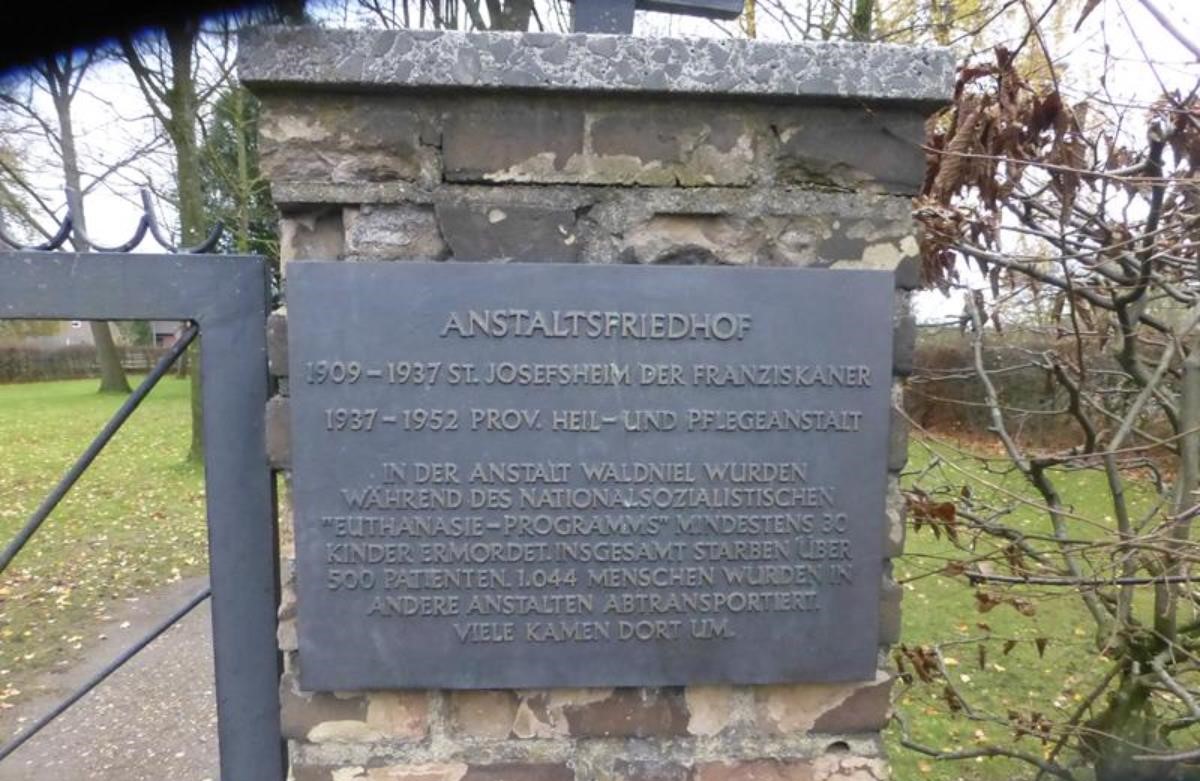 ANSTALTSFRIEDHOF
1909 – 1937 ST. JOSEFSHEIM DER FRANZISKANER
1937 – 1952 PROV. HEIL- UND PFLEGEANSTALT
IN DER ANSTALT WALDNIEL WURDEN
WÄHREND DES NATIONALSOZIALISTISCHEN
"EUTHANASIE-PROGRAMMS" MINDESTENS 30
KINDER ERMORDET. INSGESAMT STARBEN ÜBER
500 PATIENTEN. 1.044 MENSCHEN WURDEN IN
ANDERE ANSTALTEN ABTRANSPORTIERT.
VIELE KAMEN DORT UM.